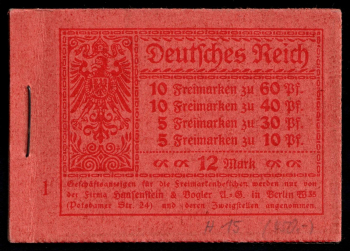 Deutsches Reich
10 Freimarken zu 60 Pf.
10 Freimarken zu 40 Pf.
5 Freimarken zu 30 Pf.
5 Freimarken zu 10 Pf.
12 Mark
1
Geschäftsanzeigen für die Freimarkenheftchen werden nur von
der Firma Haasenstein & Vogler A.-G. in Berlin W35
(Potsdamer Str. 24) und deren Zweigstellen angenommen.